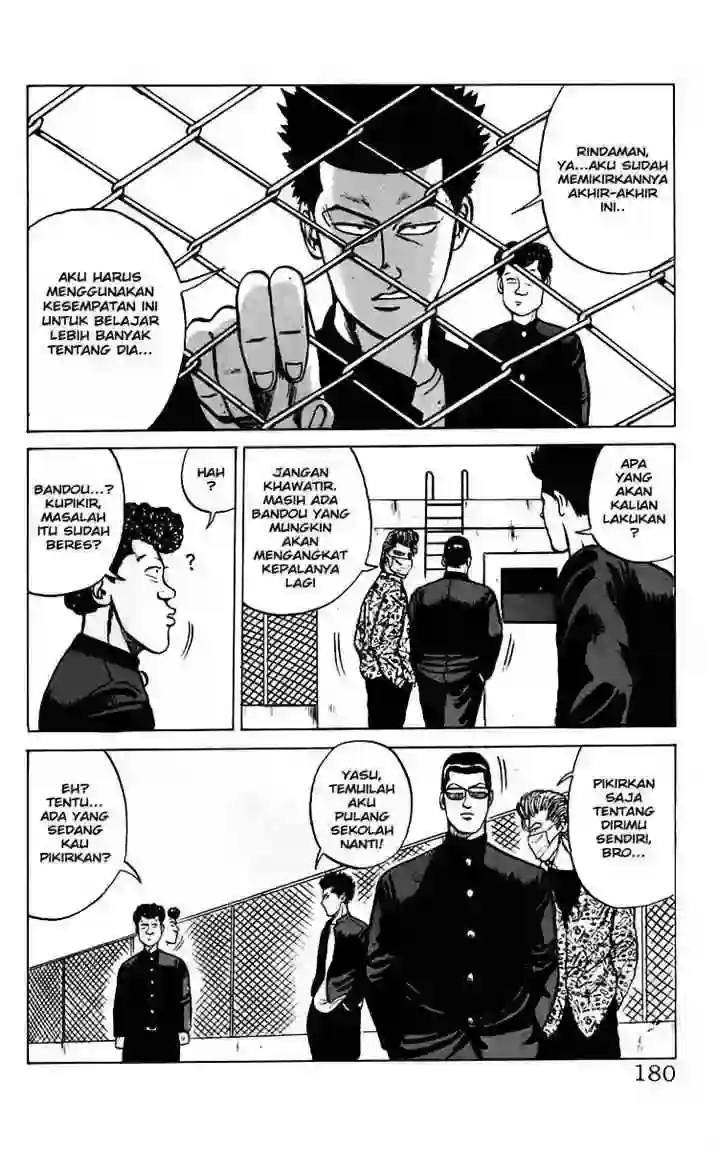 RINDAMAN,
YA...AKU SUDAH
MEMIKIRKANNYA
AKHIR-AKHIR
INI..
AKU HARUS
MENGGUNAKAN
KESEMPATAN INI
UNTUK BELAJAR
LEBIH BANYAK
TENTANG DIA...
APA
YANG
AKAN
KALIAN
LAKUKAN
?
JANGAN
KHAWATIR.
MASIH ADA
BANDOU YANG
MUNGKIN
AKAN
MENGANGKAT
KEPALANYA
LAGI
HAH
?
BANDOU...?
KUPIKIR,
MASALAH
ITU SUDAH
BERES?
?
PIKIRKAN
SAJA
TENTANG
DIRIMU
SENDIRI,
BRO...
YASU,
TEMUILAH
AKU
PULANG
SEKOLAH
NANTI!
EH?
TENTU...
ADA YANG
SEDANG
KAU
PIKIRKAN?
180